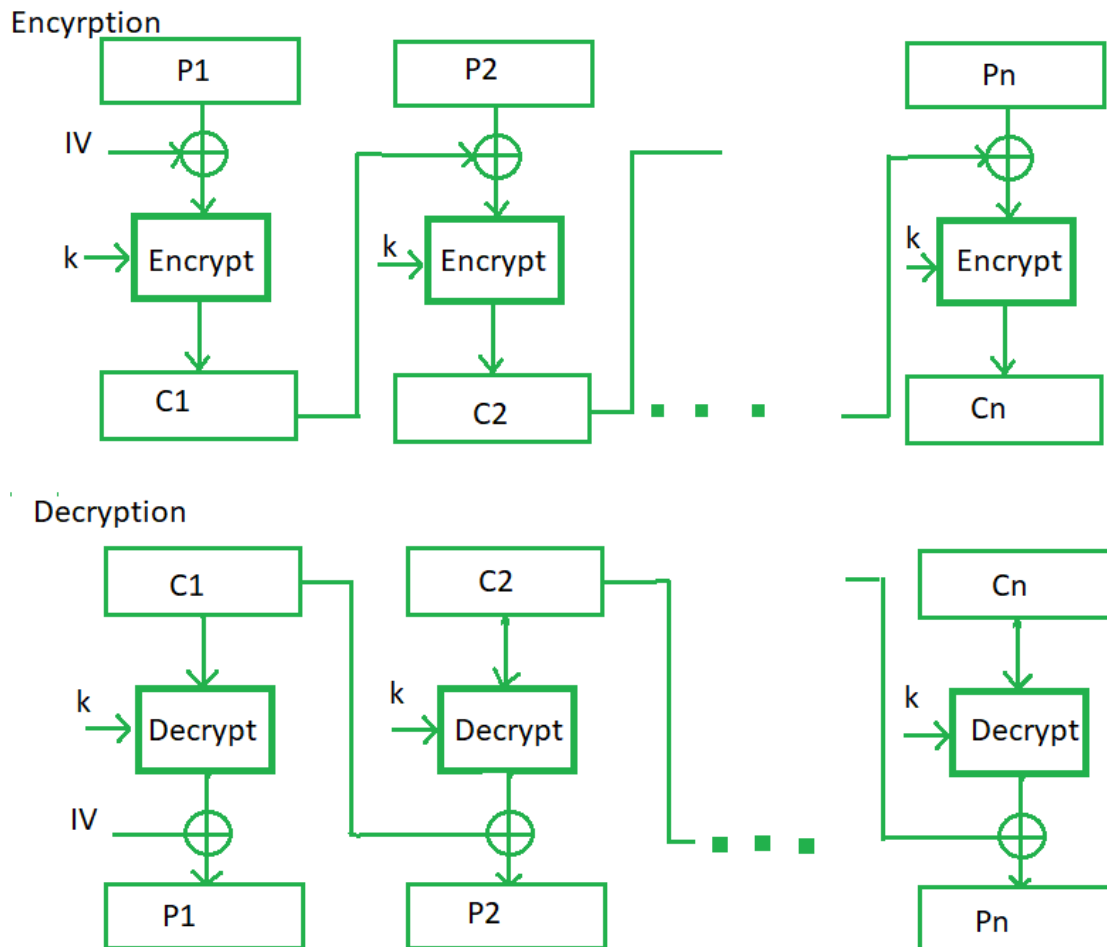 Encyrption
P1
P2
Pn
IV
k
Encrypt
k
Encrypt
k
Encrypt
C1
C2
Cn
Decryption
C1
C2
Cn
k
Decrypt
k
Decrypt
k
Decrypt
IV
P1
P2
Pn